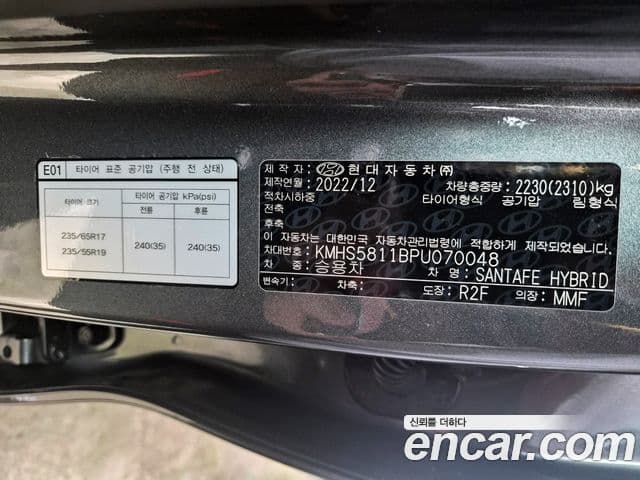 E01 타이어 표준 공기압 (주행 전 상태)
타이어 크기 타이어 공기압 kPa(psi)
전륜 후륜
235/65R17
235/55R19
240(35) 240(35)
제 작 자 : 현대자동차㈜
제작연월: 2022/12 차량총중량: 2230(2310)kg
적차시하중 타이어형식 공기압 림형식
전축
후축
이 자동차는 대한민국 자동차관리법령에 적합하게 제작되었음.
차대번호: KMHS5811BPU070048
차 종 : 승용차 차 명: SANTAFE HYBRID
변속기: 차축: 도장: R2F 의장: MMF
신뢰를 더하다
encar.com